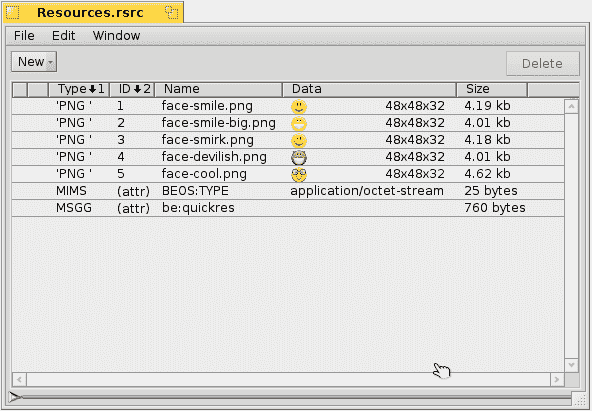 Resources.rsrc
File Edit Window
New Delete
Type 1 ID 2 Name Data Size
'PNG ' 1 face-smile.png 48x48x32 4.19 kb
'PNG ' 2 face-smile-big.png 48x48x32 4.01 kb
'PNG ' 3 face-smirk.png 48x48x32 4.18 kb
'PNG ' 4 face-devilish.png 48x48x32 4.01 kb
'PNG ' 5 face-cool.png 48x48x32 4.62 kb
MIMS (attr) BEOS:TYPE application/octet-stream 25 bytes
MSGG (attr) be:quickres 760 bytes